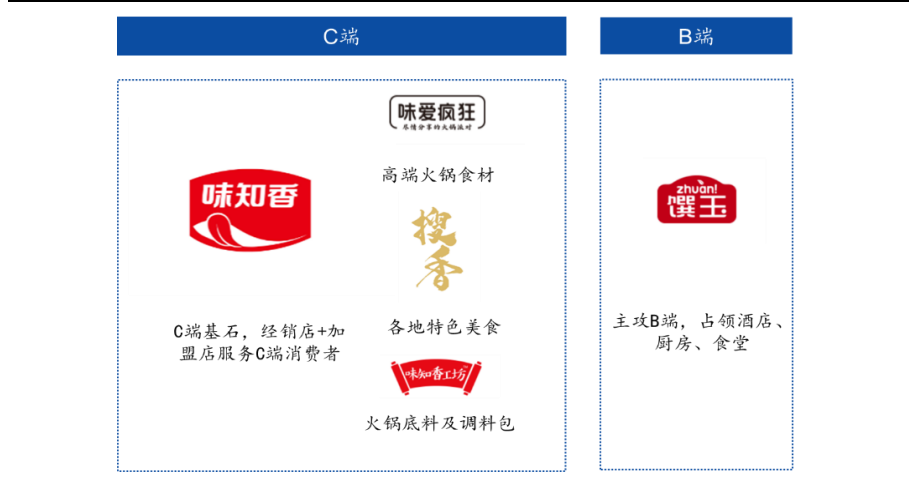 C端
B端
味知香
C端基石，经销店+加
盟店服务C端消费者
味爱疯狂
尽情分享的火锅派对
高端火锅食材
搜香
各地特色美食
味知香工坊
火锅底料及调料包
zhuàn!
馔玉
主攻B端，占领酒店、
厨房、食堂